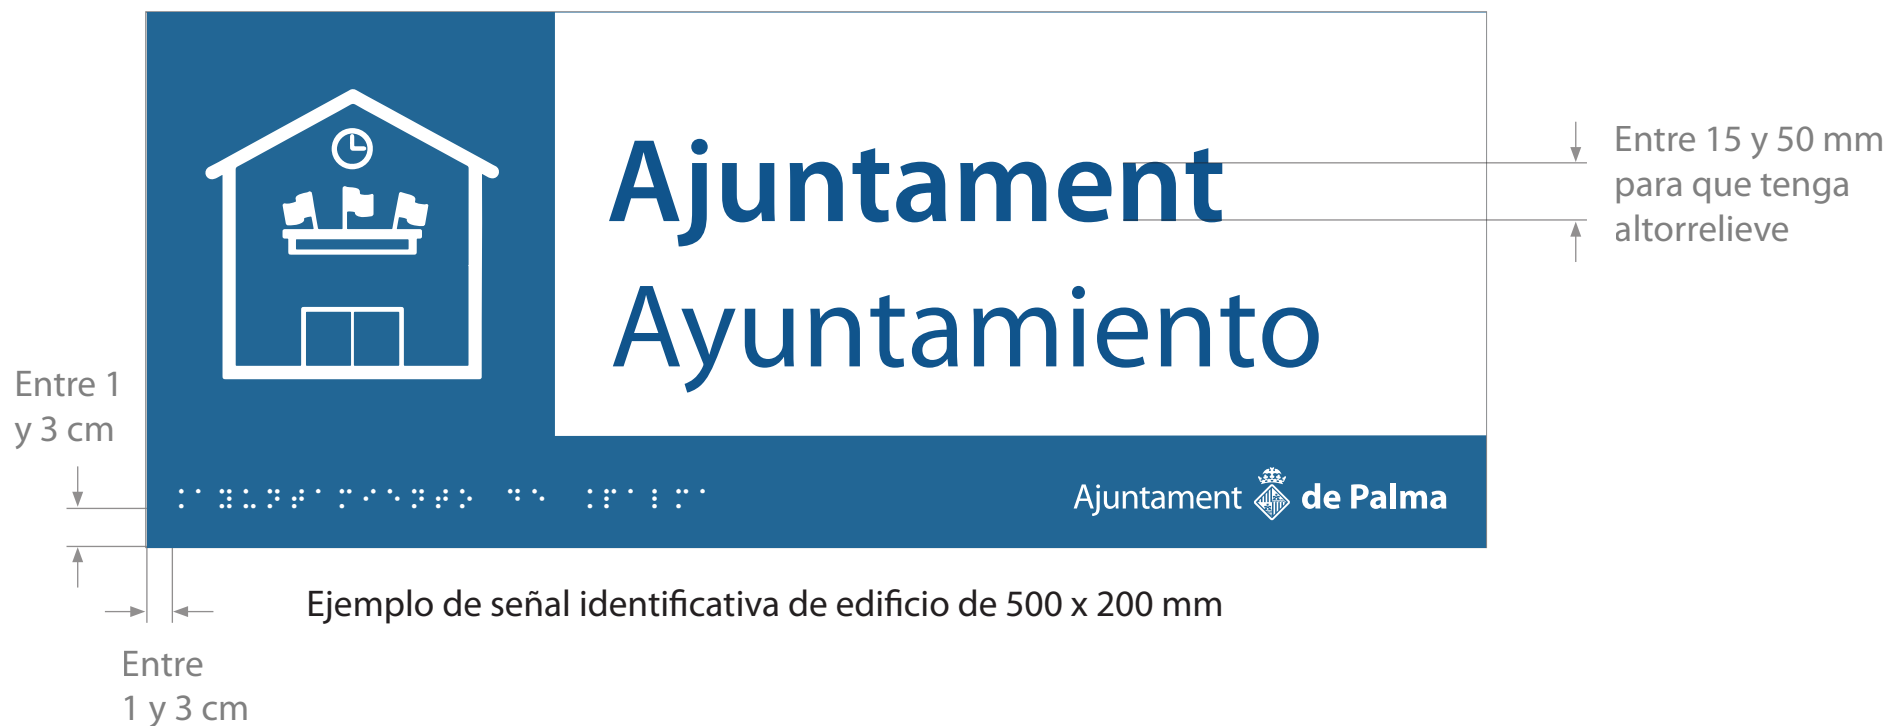 Ajuntament
Ayuntamiento
Entre 15 y 50 mm
para que tenga
altorrelieve
Entre 1
y 3 cm
Ajuntament de Palma
Ejemplo de señal identificativa de edificio de 500 x 200 mm
Entre
1 y 3 cm